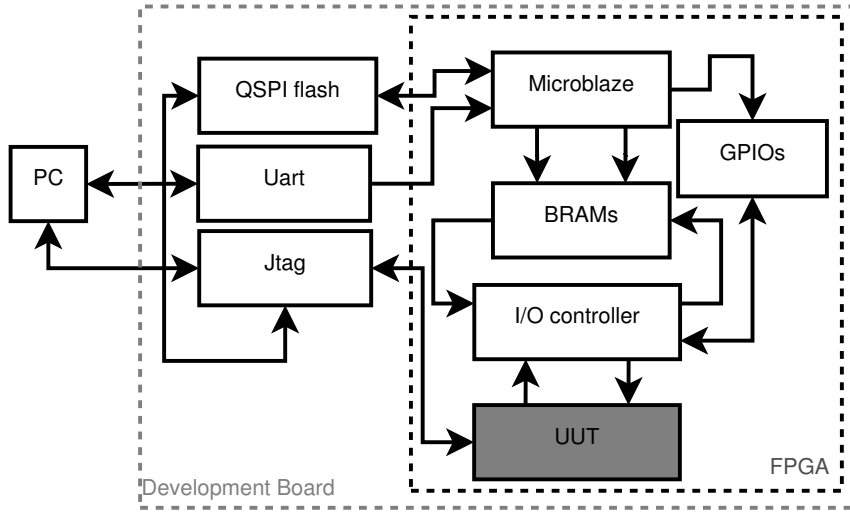 QSPI flash
Microblaze
GPIOs
PC
Uart
BRAMs
Jtag
I/O controller
UUT
FPGA
Development Board